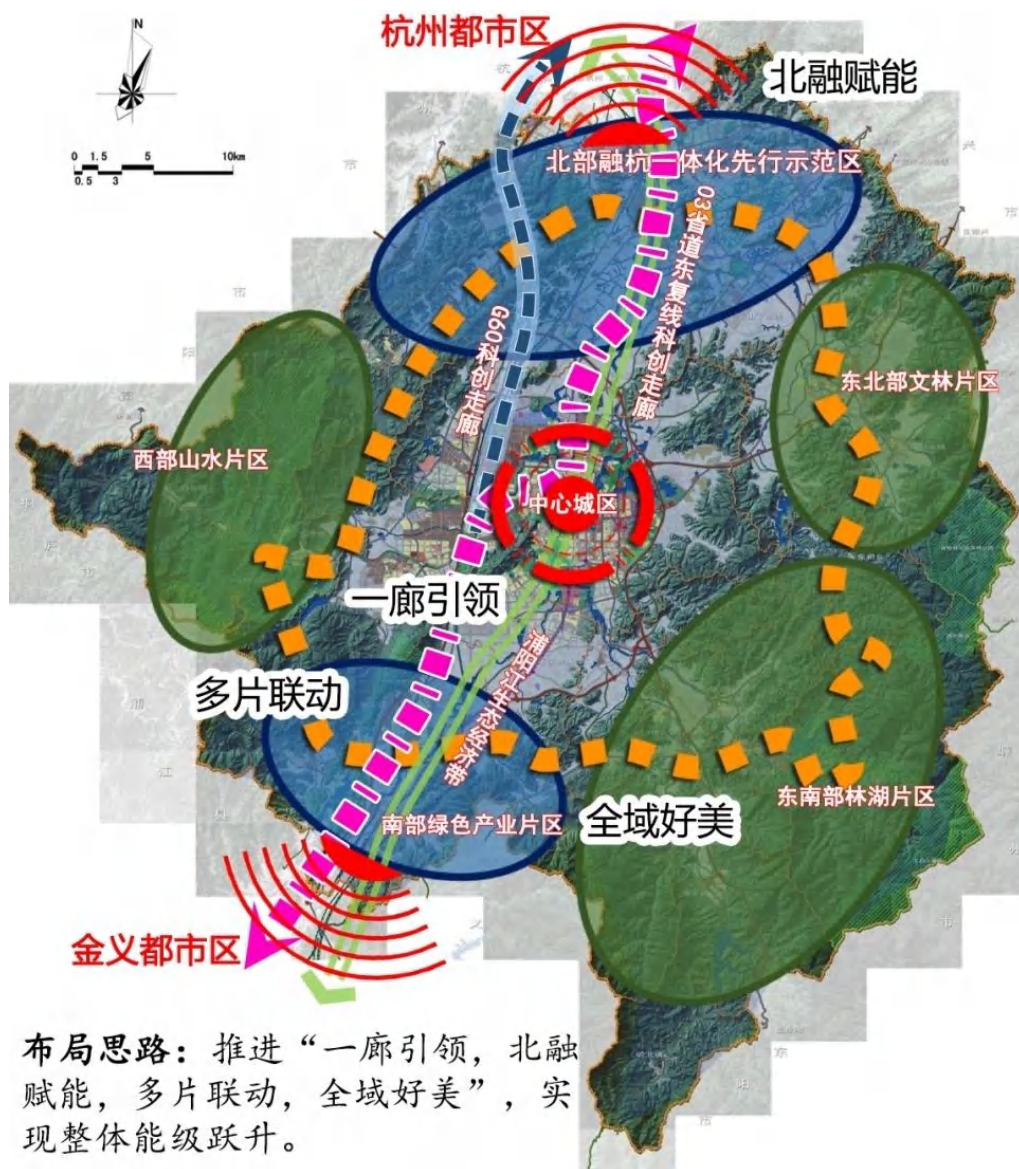 N
杭州都市区
北融赋能
0 1.5 5 10km
0.5 3
北部融杭一体化先行示范区
03省道东复线科创走廊
G60科创走廊
东北部文林片区
西部山水片区
中心城区
一廊引领
浦阳江生态经济带
多片联动
东南部林湖片区
南部绿色产业片区
全域好美
金义都市区
布局思路：推进“一廊引领，北融
赋能，多片联动，全域好美”，实
现整体能级跃升。